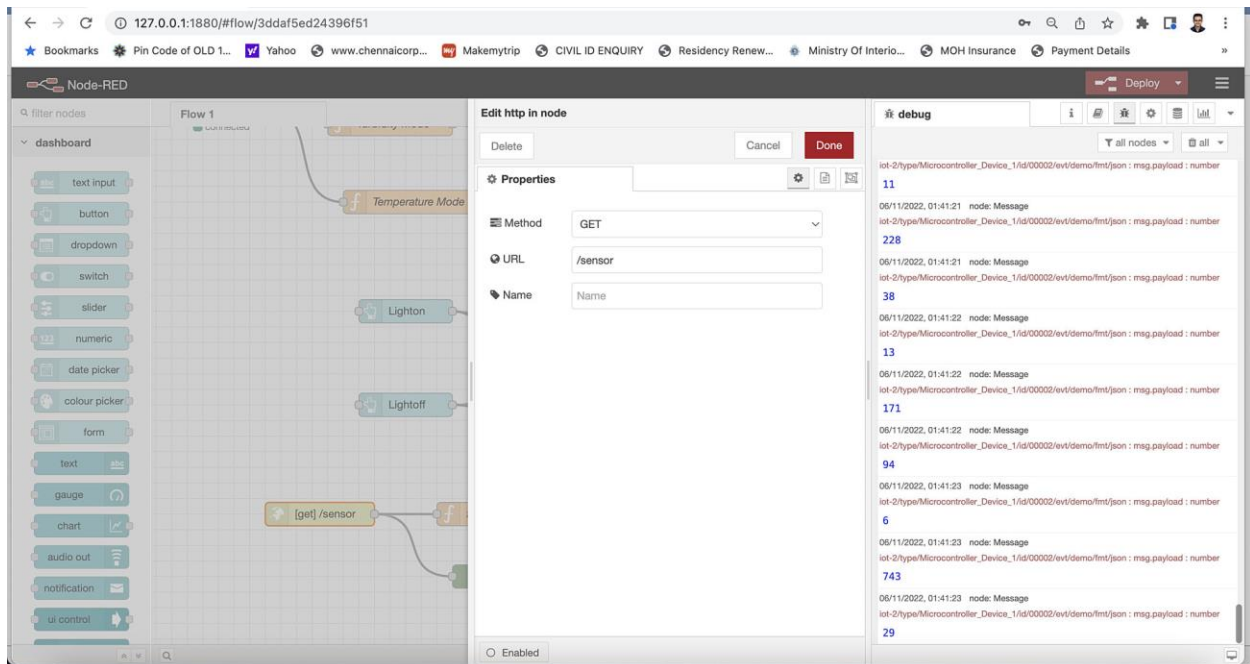 127.0.0.1:1880/#flow/3ddaf5ed24396f51
Bookmarks Pin Code of OLD 1... Yahoo www.chennaicorp... Makemytrip CIVIL ID ENQUIRY Residency Renew... Ministry Of Interio... MOH Insurance Payment Details »
Node-RED Deploy
filter nodes
Flow 1
dashboard
text input
button
dropdown
switch
slider
numeric
date picker
colour picker
form
text
gauge
chart
audio out
notification
ui control
connected
Temperature Mode
Lighton
Lightoff
[get] /sensor
Edit http in node
Delete Cancel Done
Properties
Method GET
URL /sensor
Name Name
Enabled
debug
all nodes all
iot-2/type/Microcontroller_Device_1/id/00002/evt/demo/fmt/json : msg.payload : number
11
06/11/2022, 01:41:21 node: Message
iot-2/type/Microcontroller_Device_1/id/00002/evt/demo/fmt/json : msg.payload : number
228
06/11/2022, 01:41:21 node: Message
iot-2/type/Microcontroller_Device_1/id/00002/evt/demo/fmt/json : msg.payload : number
38
06/11/2022, 01:41:22 node: Message
iot-2/type/Microcontroller_Device_1/id/00002/evt/demo/fmt/json : msg.payload : number
13
06/11/2022, 01:41:22 node: Message
iot-2/type/Microcontroller_Device_1/id/00002/evt/demo/fmt/json : msg.payload : number
171
06/11/2022, 01:41:22 node: Message
iot-2/type/Microcontroller_Device_1/id/00002/evt/demo/fmt/json : msg.payload : number
94
06/11/2022, 01:41:23 node: Message
iot-2/type/Microcontroller_Device_1/id/00002/evt/demo/fmt/json : msg.payload : number
6
06/11/2022, 01:41:23 node: Message
iot-2/type/Microcontroller_Device_1/id/00002/evt/demo/fmt/json : msg.payload : number
743
06/11/2022, 01:41:23 node: Message
iot-2/type/Microcontroller_Device_1/id/00002/evt/demo/fmt/json : msg.payload : number
29